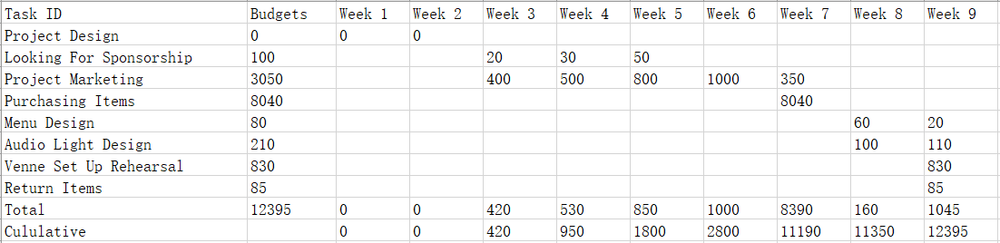 Task ID Budgets Week 1 Week 2 Week 3 Week 4 Week 5 Week 6 Week 7 Week 8 Week 9
Project Design 0 0 0
Looking For Sponsorship 100 20 30 50
Project Marketing 3050 400 500 800 1000 350
Purchasing Items 8040 8040
Menu Design 80 60 20
Audio Light Design 210 100 110
Venne Set Up Rehearsal 830 830
Return Items 85 85
Total 12395 0 0 420 530 850 1000 8390 160 1045
Cululative 0 0 420 950 1800 2800 11190 11350 12395